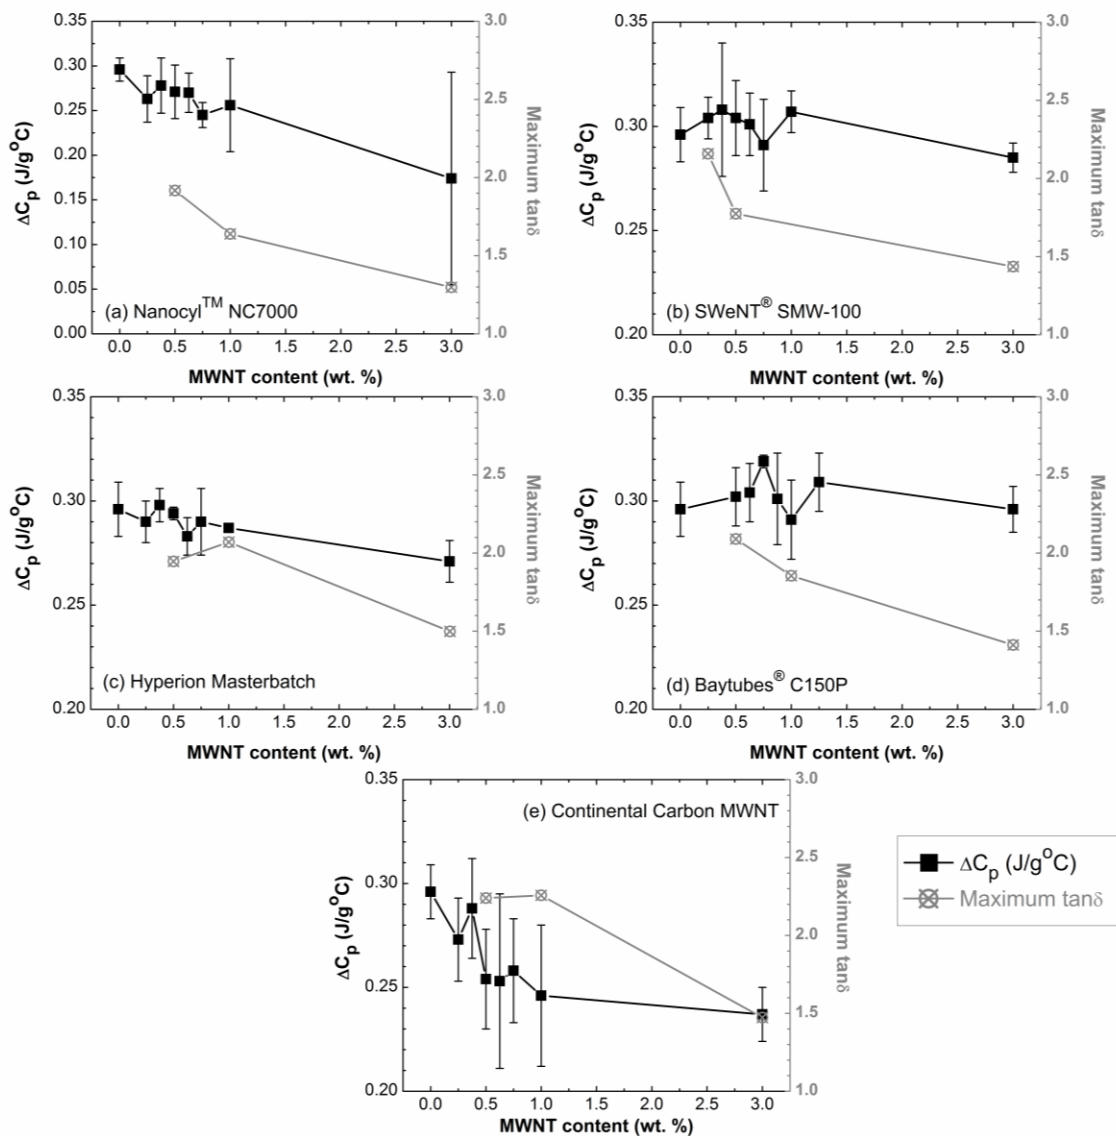 0.35
0.30
0.25
0.20
0.15
0.10
0.05
0.00
ΔCp (J/g°C)
3.0
2.5
2.0
1.5
1.0
Maximum tanδ
(a) Nanocyl™ NC7000
0.0 0.5 1.0 1.5 2.0 2.5 3.0
MWNT content (wt. %)
0.35
0.30
0.25
0.20
ΔCp (J/g°C)
3.0
2.5
2.0
1.5
1.0
Maximum tanδ
(b) SWeNT® SMW-100
0.0 0.5 1.0 1.5 2.0 2.5 3.0
MWNT content (wt. %)
0.35
0.30
0.25
0.20
ΔCp (J/g°C)
3.0
2.5
2.0
1.5
1.0
Maximum tanδ
(c) Hyperion Masterbatch
0.0 0.5 1.0 1.5 2.0 2.5 3.0
MWNT content (wt. %)
0.35
0.30
0.25
0.20
ΔCp (J/g°C)
3.0
2.5
2.0
1.5
1.0
Maximum tanδ
(d) Baytubes® C150P
0.0 0.5 1.0 1.5 2.0 2.5 3.0
MWNT content (wt. %)
0.35
0.30
0.25
0.20
ΔCp (J/g°C)
3.0
2.5
2.0
1.5
1.0
Maximum tanδ
(e) Continental Carbon MWNT
0.0 0.5 1.0 1.5 2.0 2.5 3.0
MWNT content (wt. %)
ΔCp (J/g°C)
Maximum tanδ